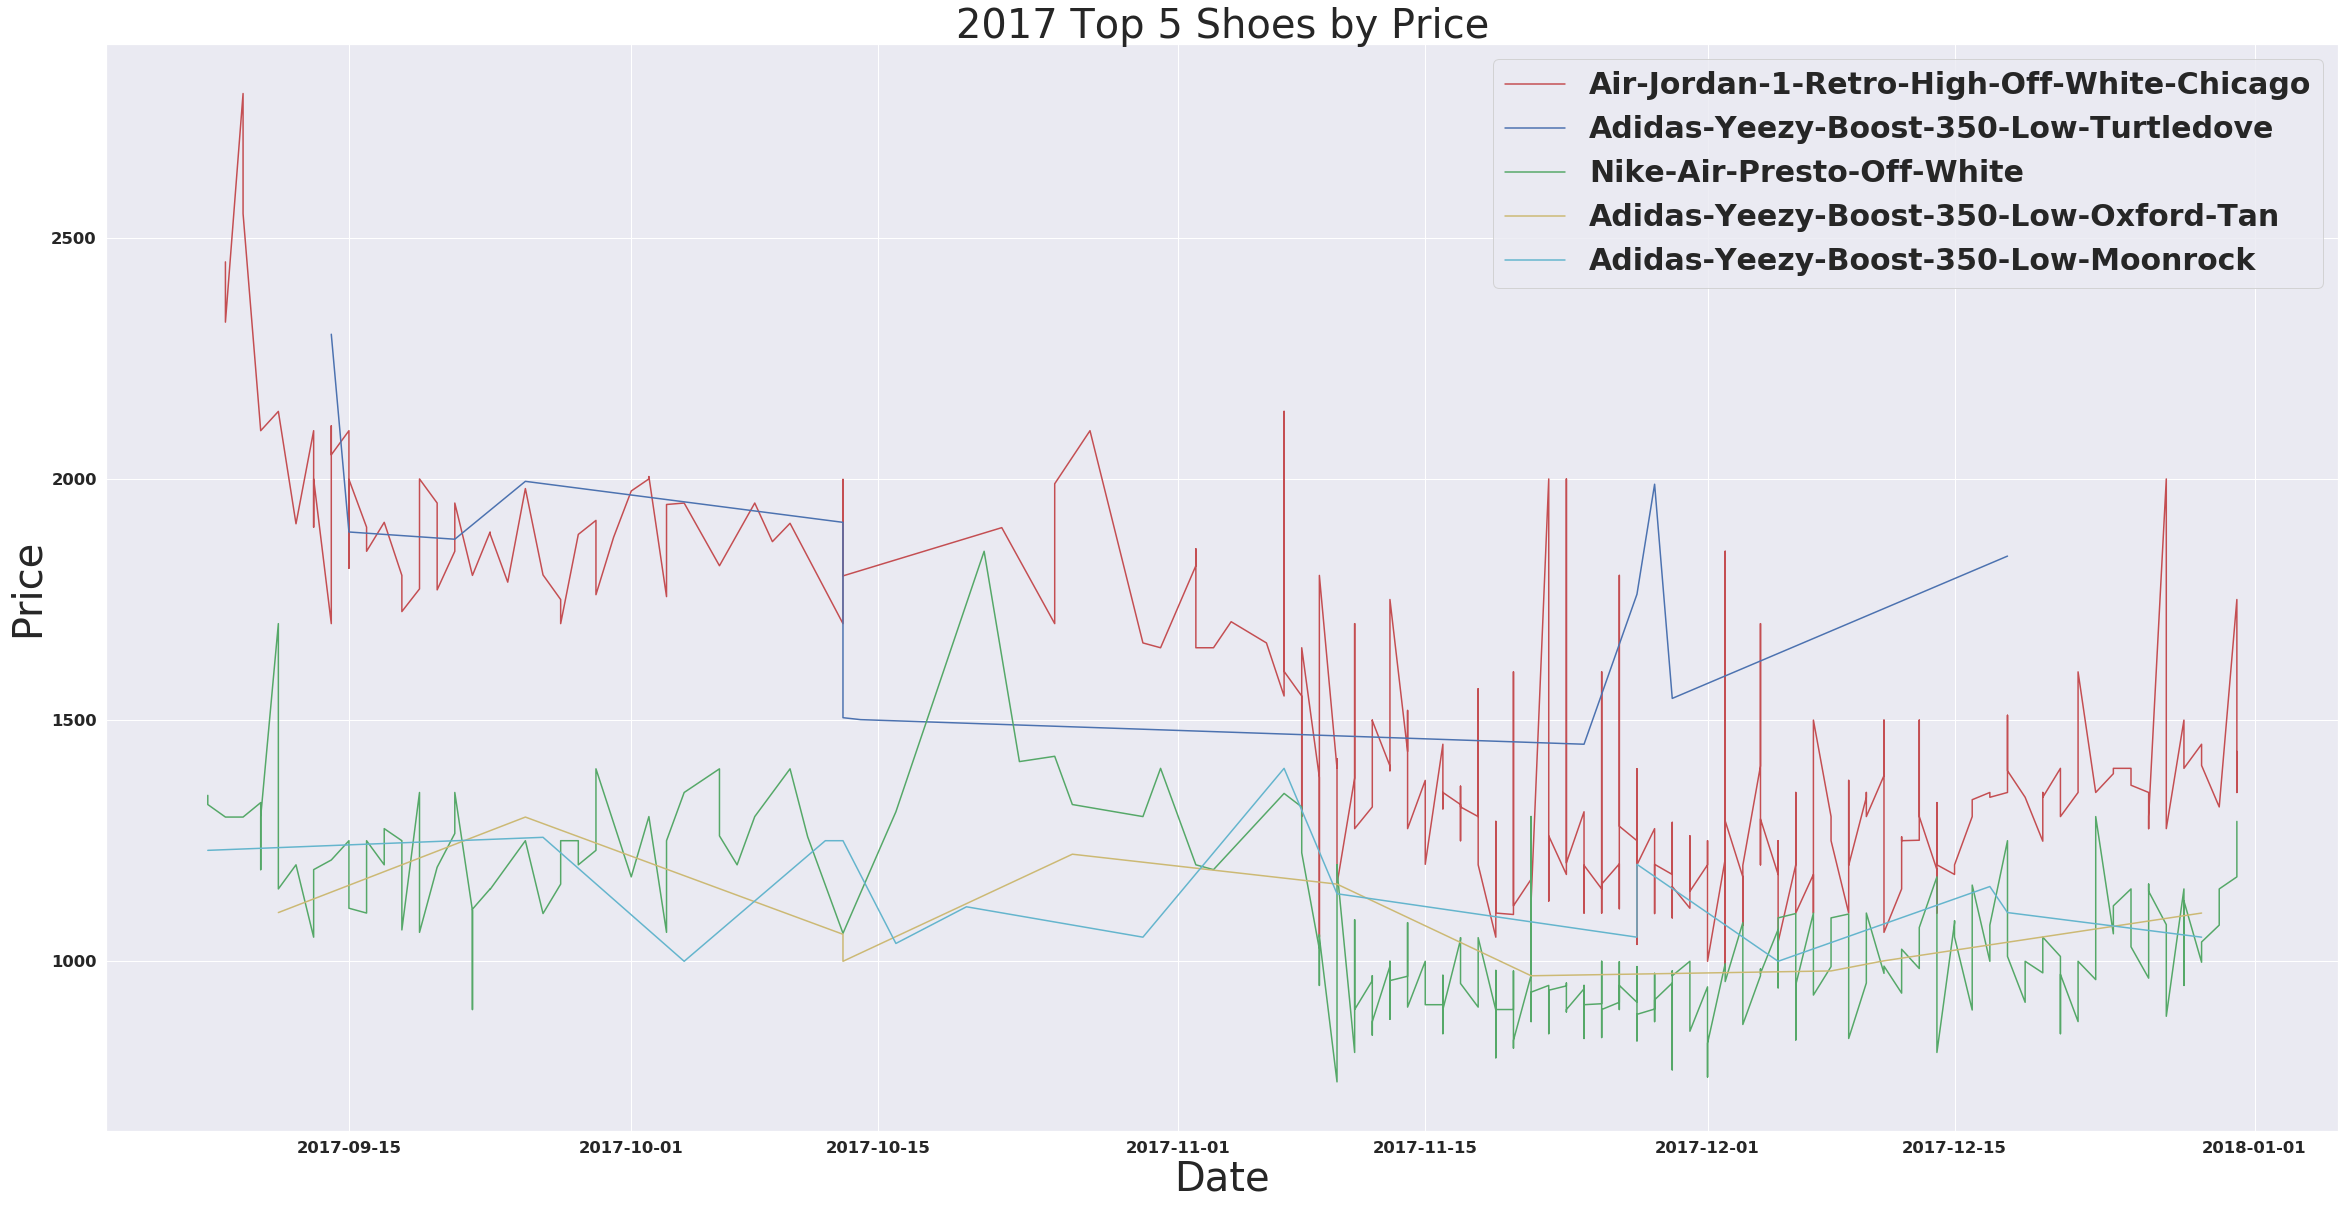 2017 Top 5 Shoes by Price
Air-Jordan-1-Retro-High-Off-White-Chicago
Adidas-Yeezy-Boost-350-Low-Turtledove
Nike-Air-Presto-Off-White
Adidas-Yeezy-Boost-350-Low-Oxford-Tan
Adidas-Yeezy-Boost-350-Low-Moonrock
2500
2000
1500
1000
Price
2017-09-15 2017-10-01 2017-10-15 2017-11-01 2017-11-15 2017-12-01 2017-12-15 2018-01-01
Date